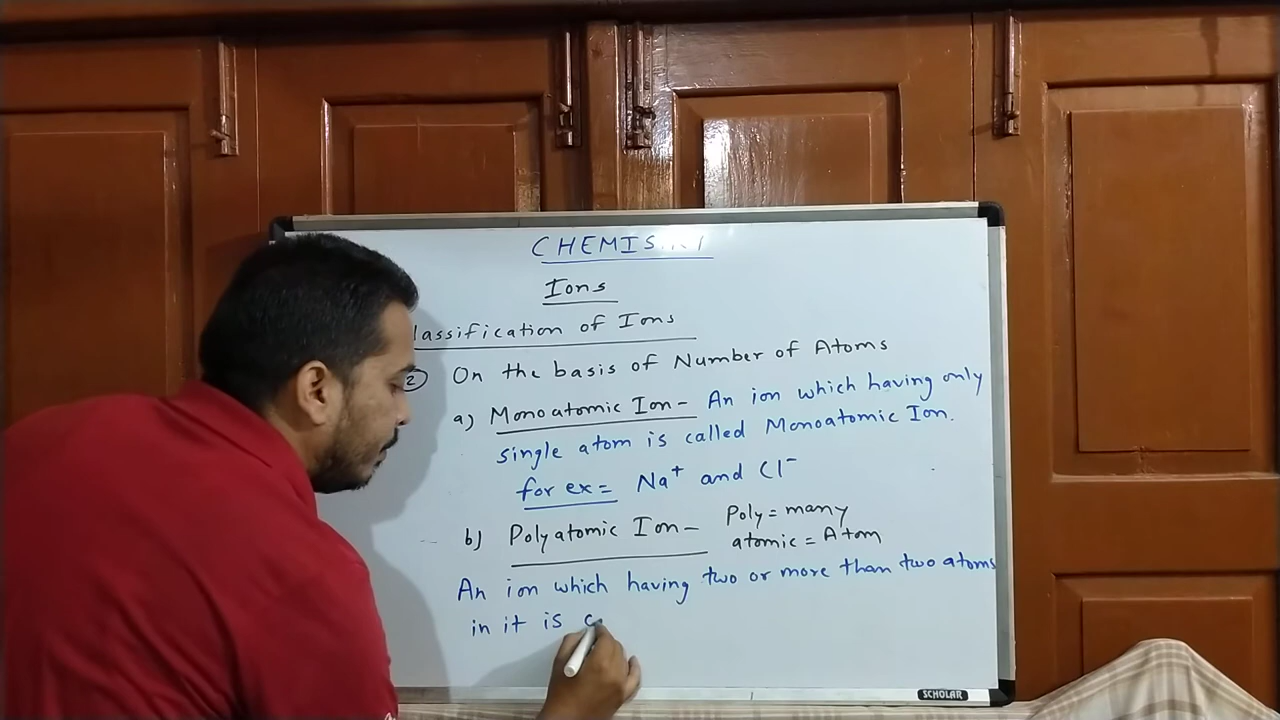 CHEMIS
Ions
lassification of Ions
2 On the basis of Number of Atoms
a) Monoatomic Ion- An ion which having only
single atom is called Monoatomic Ion.
for ex= Na⁺ and Cl⁻
b) Polyatomic Ion- Poly = many
atomic = Atom
An ion which having two or more than two atoms
in it is c
SCHOLAR